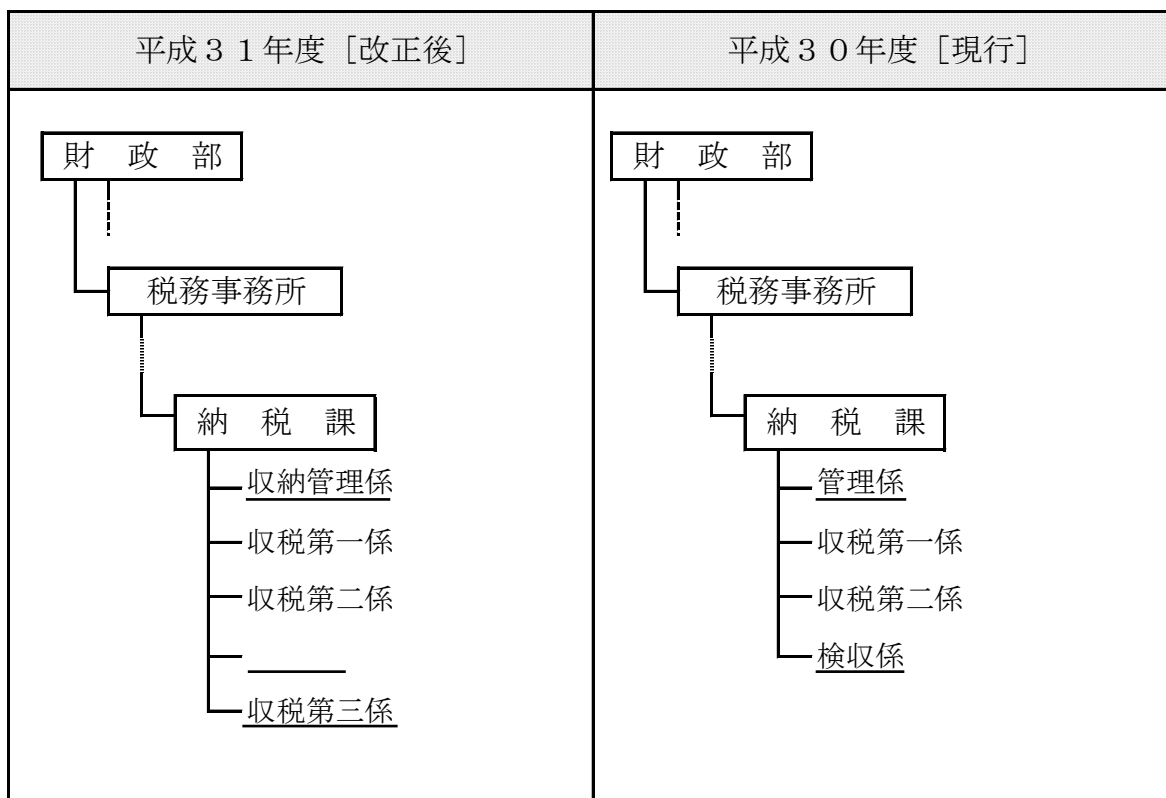 平成３１年度［改正後］
平成３０年度［現行］
財政部
税務事務所
納税課
収納管理係
収税第一係
収税第二係
収税第三係
財政部
税務事務所
納税課
管理係
収税第一係
収税第二係
検収係